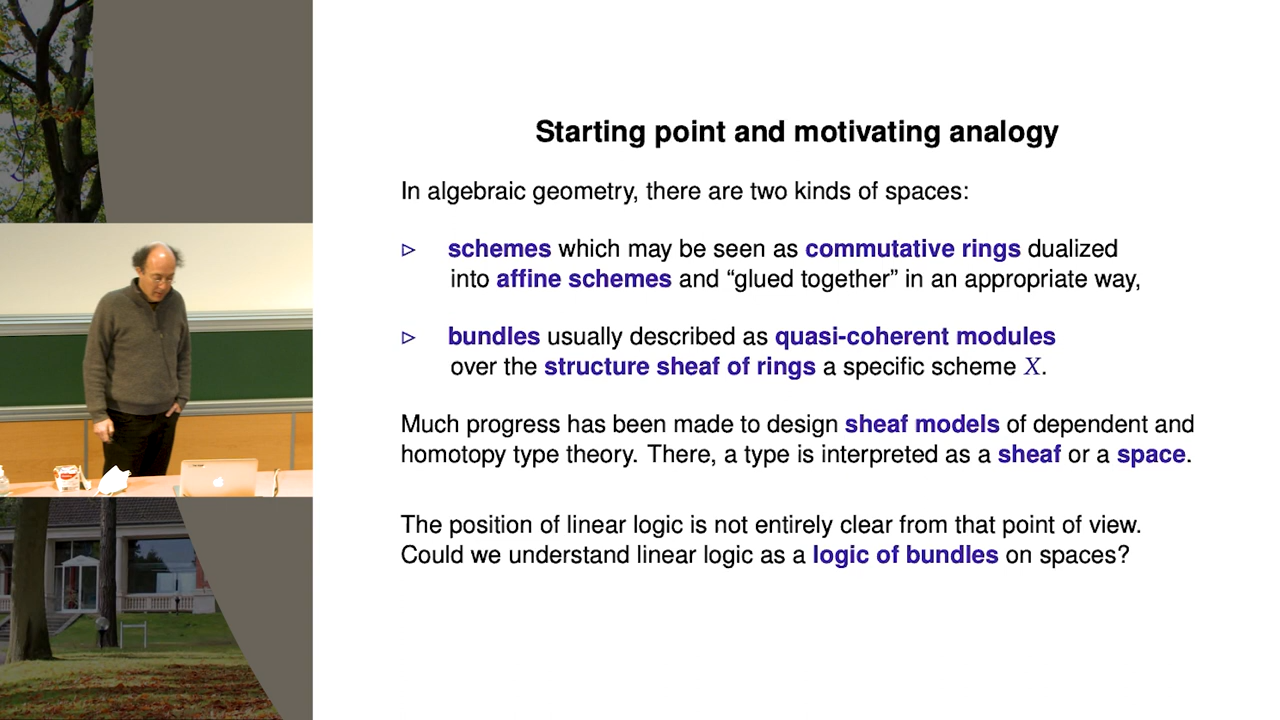 Starting point and motivating analogy
In algebraic geometry, there are two kinds of spaces:
▷ schemes which may be seen as commutative rings dualized
into affine schemes and “glued together” in an appropriate way,
▷ bundles usually described as quasi-coherent modules
over the structure sheaf of rings a specific scheme X.
Much progress has been made to design sheaf models of dependent and
homotopy type theory. There, a type is interpreted as a sheaf or a space.
The position of linear logic is not entirely clear from that point of view.
Could we understand linear logic as a logic of bundles on spaces?